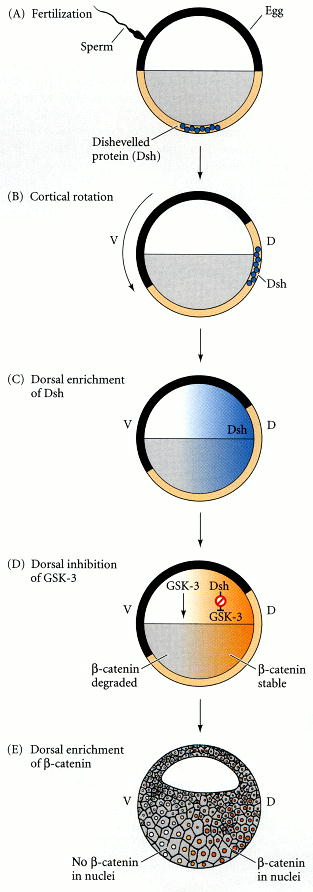 (A) Fertilization
Egg
Sperm
Dishevelled
protein (Dsh)
(B) Cortical rotation
V
D
Dsh
(C) Dorsal enrichment
of Dsh
V
Dsh
D
(D) Dorsal inhibition
of GSK-3
GSK-3 Dsh
GSK-3
V
D
β-catenin
degraded
β-catenin
stable
(E) Dorsal enrichment
of β-catenin
V
D
No β-catenin
in nuclei
β-catenin
in nuclei